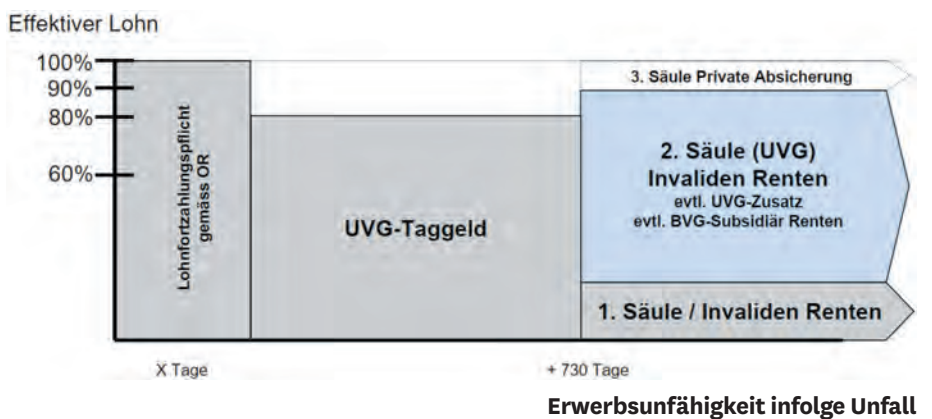 Effektiver Lohn
100%
90%
80%
60%
Lohnfortzahlungspflicht
gemäss OR
UVG-Taggeld
3. Säule Private Absicherung
2. Säule (UVG)
Invaliden Renten
evtl. UVG-Zusatz
evtl. BVG-Subsidiär Renten
1. Säule / Invaliden Renten
X Tage
+ 730 Tage
Erwerbsunfähigkeit infolge Unfall